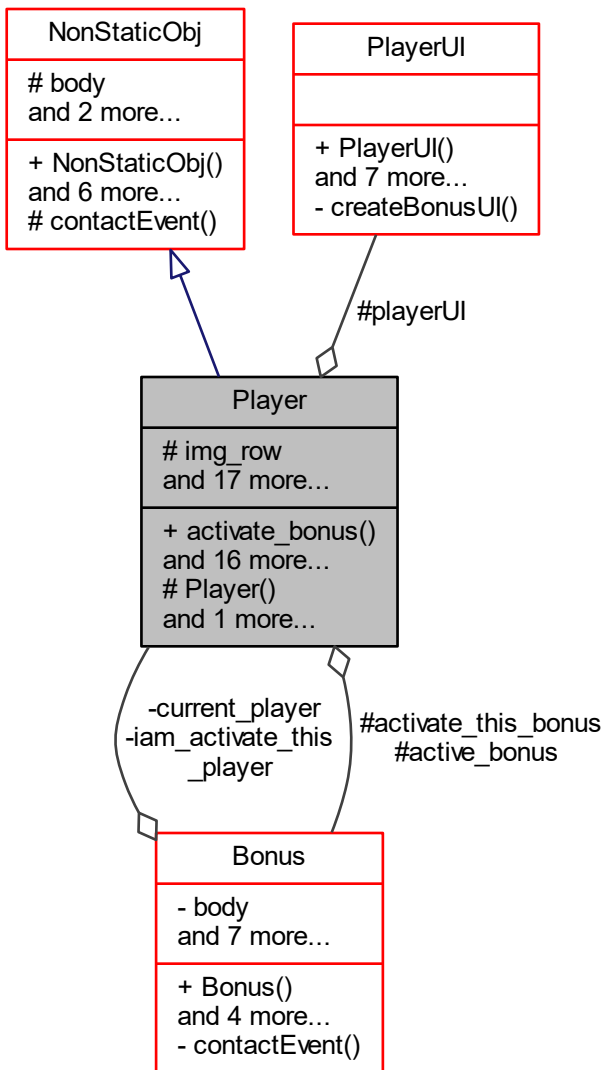 NonStaticObj
# body
and 2 more...
+ NonStaticObj()
and 6 more...
# contactEvent()
PlayerUI
+ PlayerUI()
and 7 more...
- createBonusUI()
#playerUI
Player
# img_row
and 17 more...
+ activate_bonus()
and 16 more...
# Player()
and 1 more...
-current_player
-iam_activate_this
_player
#activate_this_bonus
#active_bonus
Bonus
- body
and 7 more...
+ Bonus()
and 4 more...
- contactEvent()